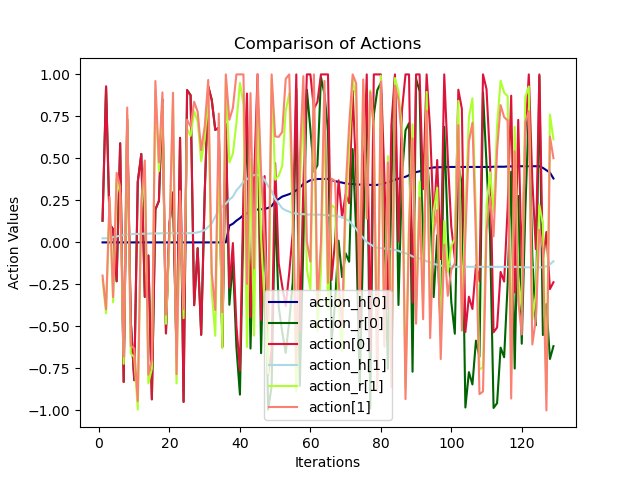 Comparison of Actions
Action Values
1.00
0.75
0.50
0.25
0.00
−0.25
−0.50
−0.75
−1.00
action_h[0]
action_r[0]
action[0]
action_h[1]
action_r[1]
action[1]
0 20 40 60 80 100 120
Iterations